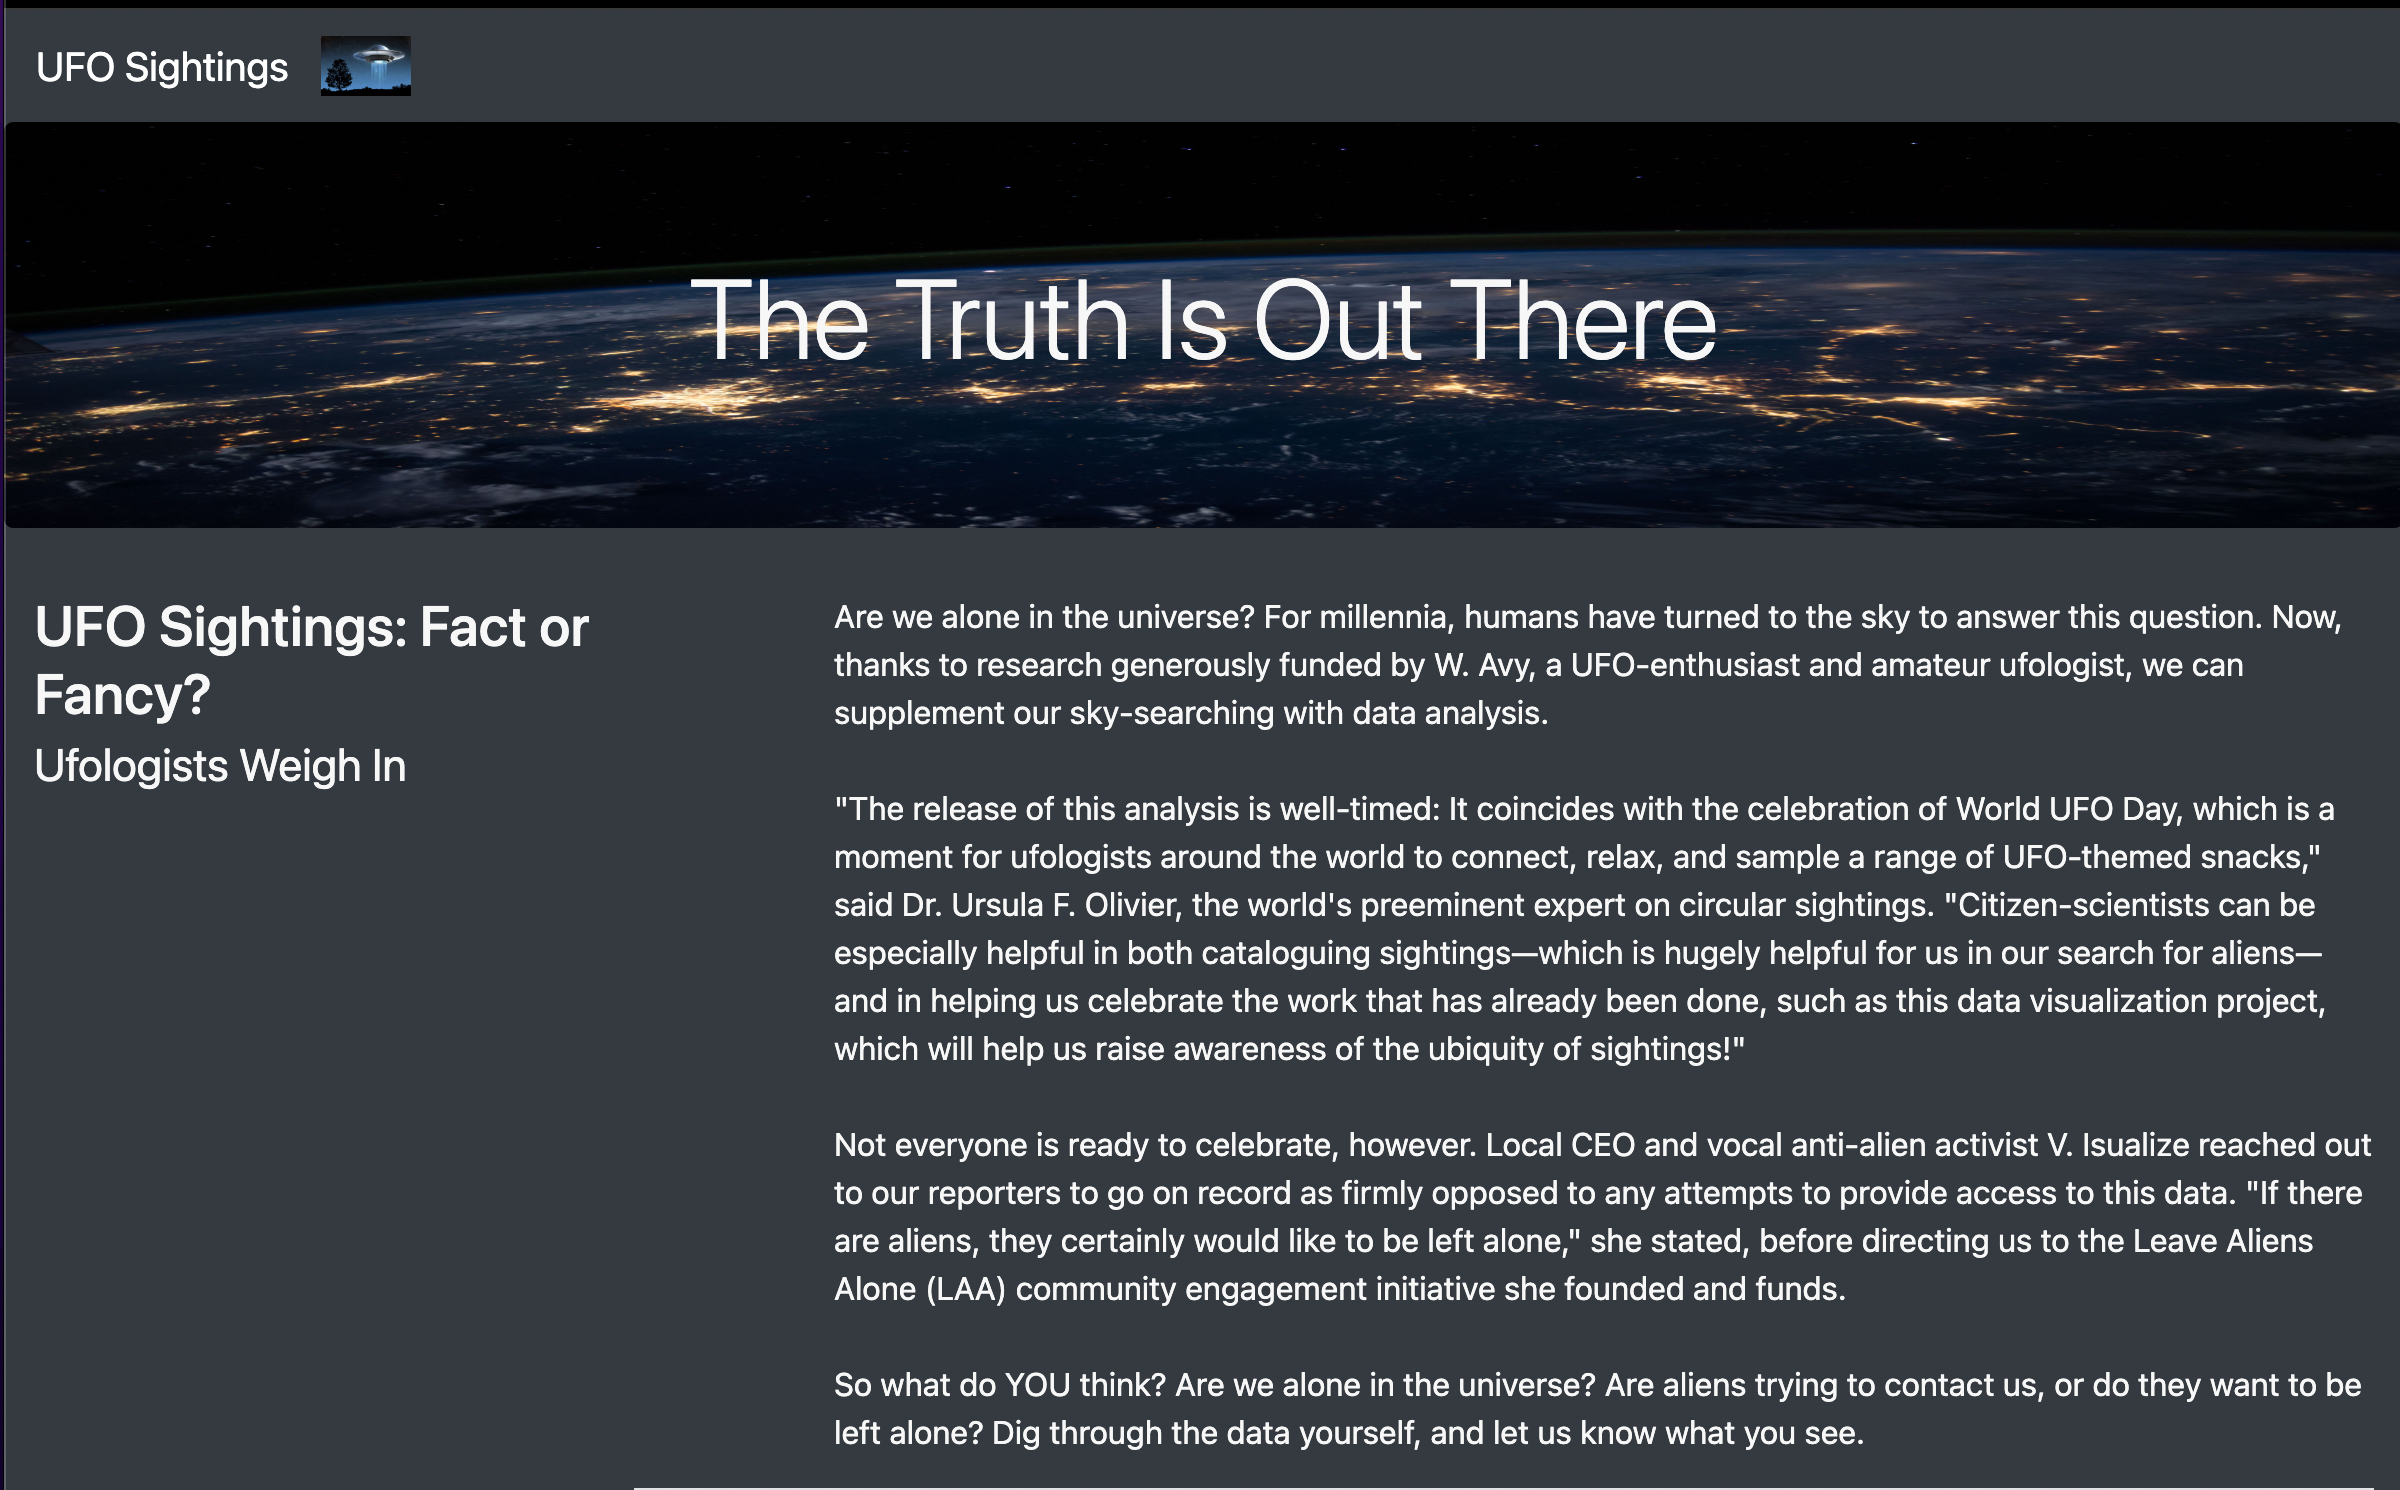 UFO Sightings
The Truth Is Out There
UFO Sightings: Fact or
Fancy?
Ufologists Weigh In
Are we alone in the universe? For millennia, humans have turned to the sky to answer this question. Now,
thanks to research generously funded by W. Avy, a UFO-enthusiast and amateur ufologist, we can
supplement our sky-searching with data analysis.
"The release of this analysis is well-timed: It coincides with the celebration of World UFO Day, which is a
moment for ufologists around the world to connect, relax, and sample a range of UFO-themed snacks,"
said Dr. Ursula F. Olivier, the world's preeminent expert on circular sightings. "Citizen-scientists can be
especially helpful in both cataloguing sightings—which is hugely helpful for us in our search for aliens—
and in helping us celebrate the work that has already been done, such as this data visualization project,
which will help us raise awareness of the ubiquity of sightings!"
Not everyone is ready to celebrate, however. Local CEO and vocal anti-alien activist V. Isualize reached out
to our reporters to go on record as firmly opposed to any attempts to provide access to this data. "If there
are aliens, they certainly would like to be left alone," she stated, before directing us to the Leave Aliens
Alone (LAA) community engagement initiative she founded and funds.
So what do YOU think? Are we alone in the universe? Are aliens trying to contact us, or do they want to be
left alone? Dig through the data yourself, and let us know what you see.